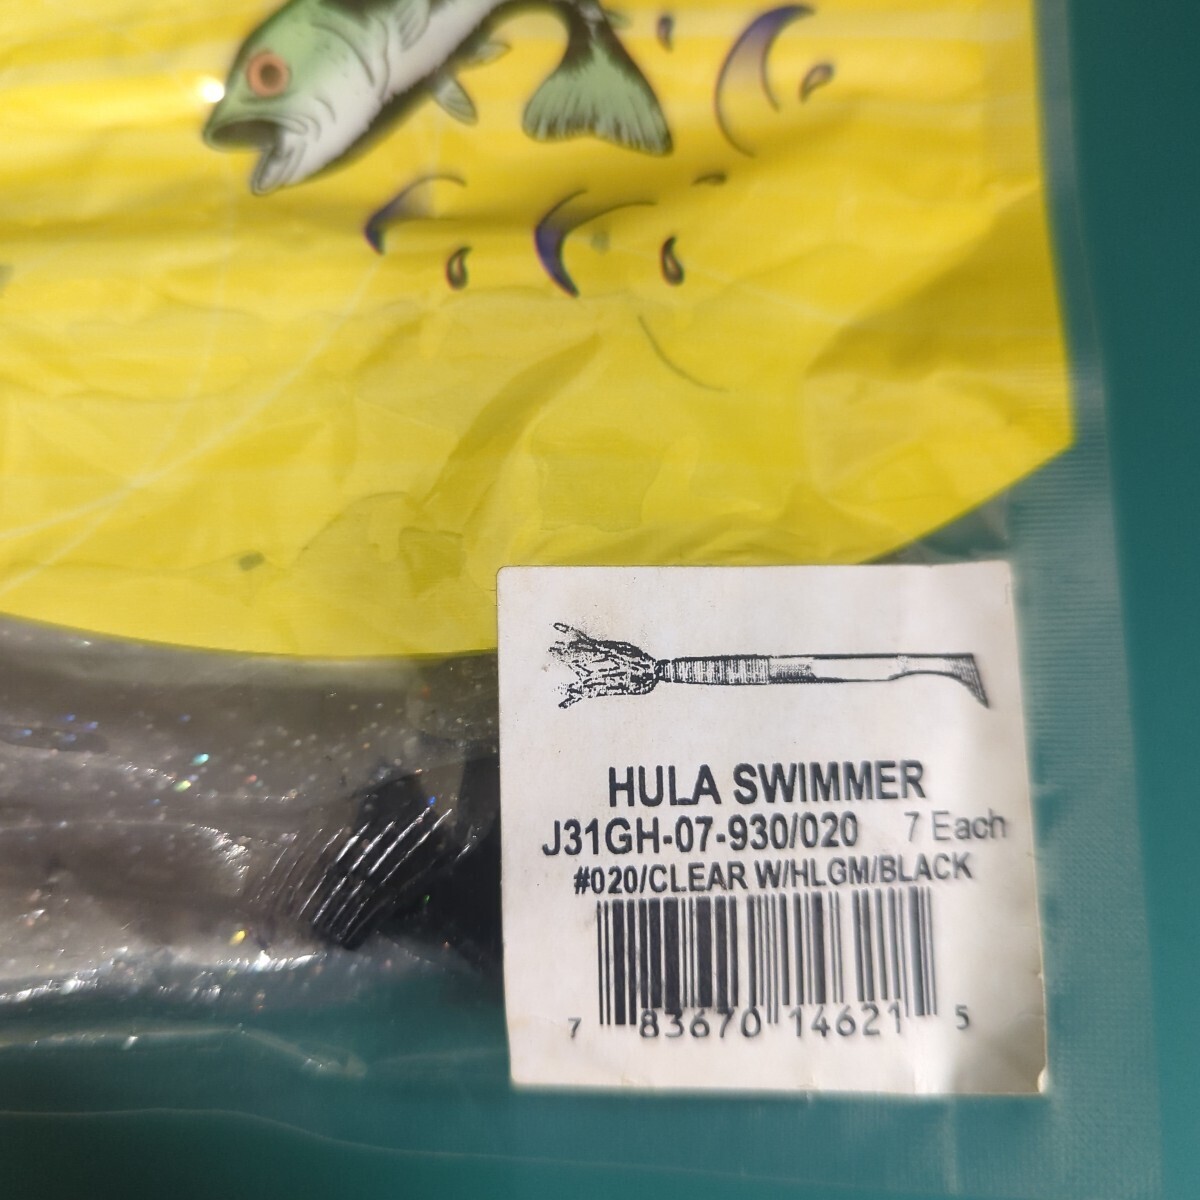 HULA SWIMMER
J31GH-07-930/020 7 Each
#020/CLEAR W/HLGM/BLACK
7 83670 14621 5